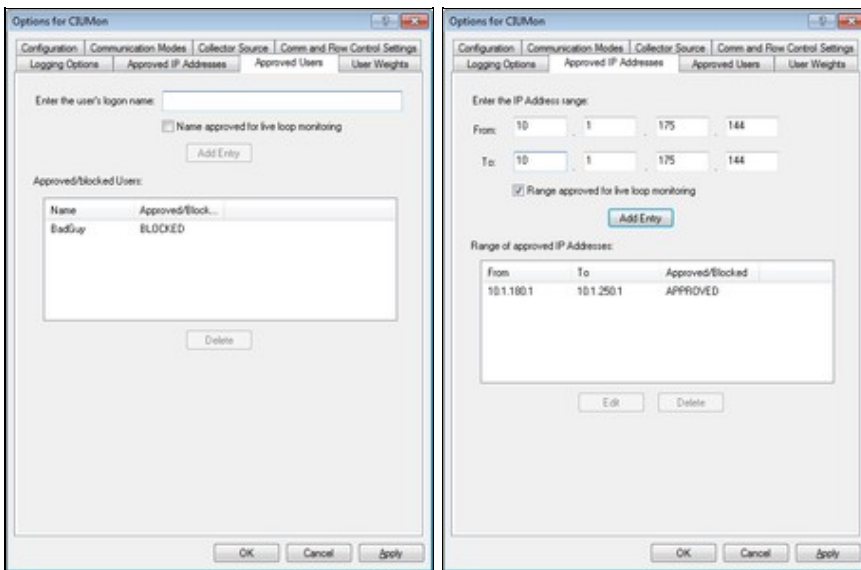 Options for CIUMon
Configuration Communication Modes Collector Source Comm and Flow Control Settings
Logging Options Approved IP Addresses Approved Users User Weights
Enter the user's logon name:
Name approved for live loop monitoring
Add Entry
Approved/blocked Users:
Name Approved/Block...
BadGuy BLOCKED
Delete
OK Cancel Apply
Options for CIUMon
Configuration Communication Modes Collector Source Comm and Flow Control Settings
Logging Options Approved IP Addresses Approved Users User Weights
Enter the IP Address range:
From: 10 . 1 . 175 . 144
To: 10 . 1 . 175 . 144
Range approved for live loop monitoring
Add Entry
Range of approved IP Addresses:
From To Approved/Blocked
10.1.180.1 10.1.250.1 APPROVED
Edit Delete
OK Cancel Apply